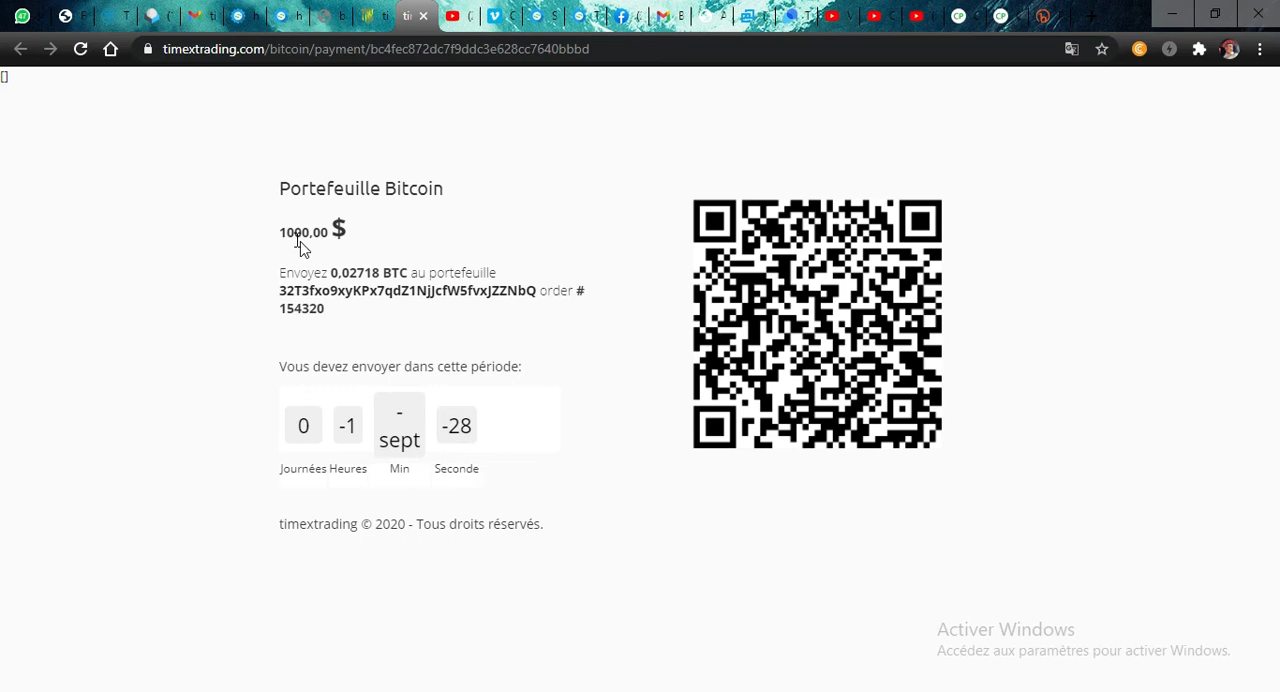 47
timextrading.com/bitcoin/payment/bc4fec872dc7f9ddc3e628cc7640bbbd
[]
Portefeuille Bitcoin
1000,00 $
Envoyez 0,02718 BTC au portefeuille
32T3fxo9xyKPx7qdZ1NjJcfW5fvxJZZNbQ order #
154320
Vous devez envoyer dans cette période:
0 -1 - sept -28
Journées Heures Min Seconde
timextrading © 2020 - Tous droits réservés.
Activer Windows
Accédez aux paramètres pour activer Windows.